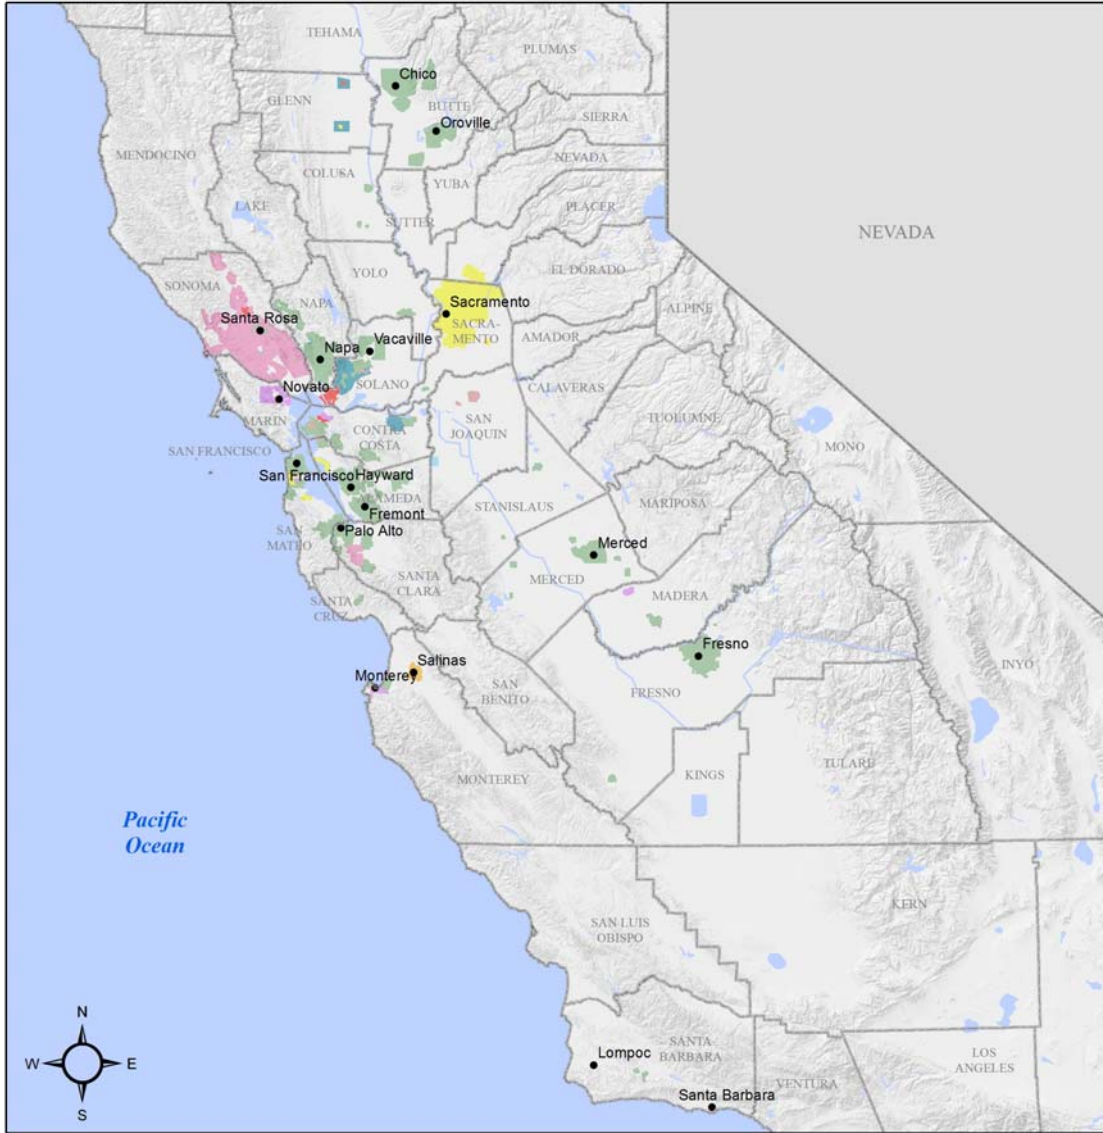 TEHAMA
PLUMAS
Chico
GLENN
BUTTE
Oroville
SIERRA
MENDOCINO
NEVADA
COLUSA
YUBA
LAKE
PLACER
SUTTER
NEVADA
EL DORADO
YOLO
SONOMA
NAPA
Sacramento
ALPINE
Santa Rosa
SACRA-
MENTO
AMADOR
Vacaville
Napa
SOLANO
CALAVERAS
Novato
TUOLUMNE
MARIN
SAN
JOAQUIN
CONTRA
COSTA
MONO
SAN FRANCISCO
San Francisco
Hayward
ALAMEDA
STANISLAUS
MARIPOSA
Fremont
Palo Alto
SAN
MATEO
Merced
MERCED
SANTA
CLARA
MADERA
SANTA
CRUZ
Fresno
Salinas
INYO
Monterey
SAN
BENITO
FRESNO
TULARE
KINGS
MONTEREY
Pacific
Ocean
KERN
SAN LUIS
OBISPO
N
W
E
S
SANTA
BARBARA
Lompoc
LOS
ANGELES
VENTURA
Santa Barbara